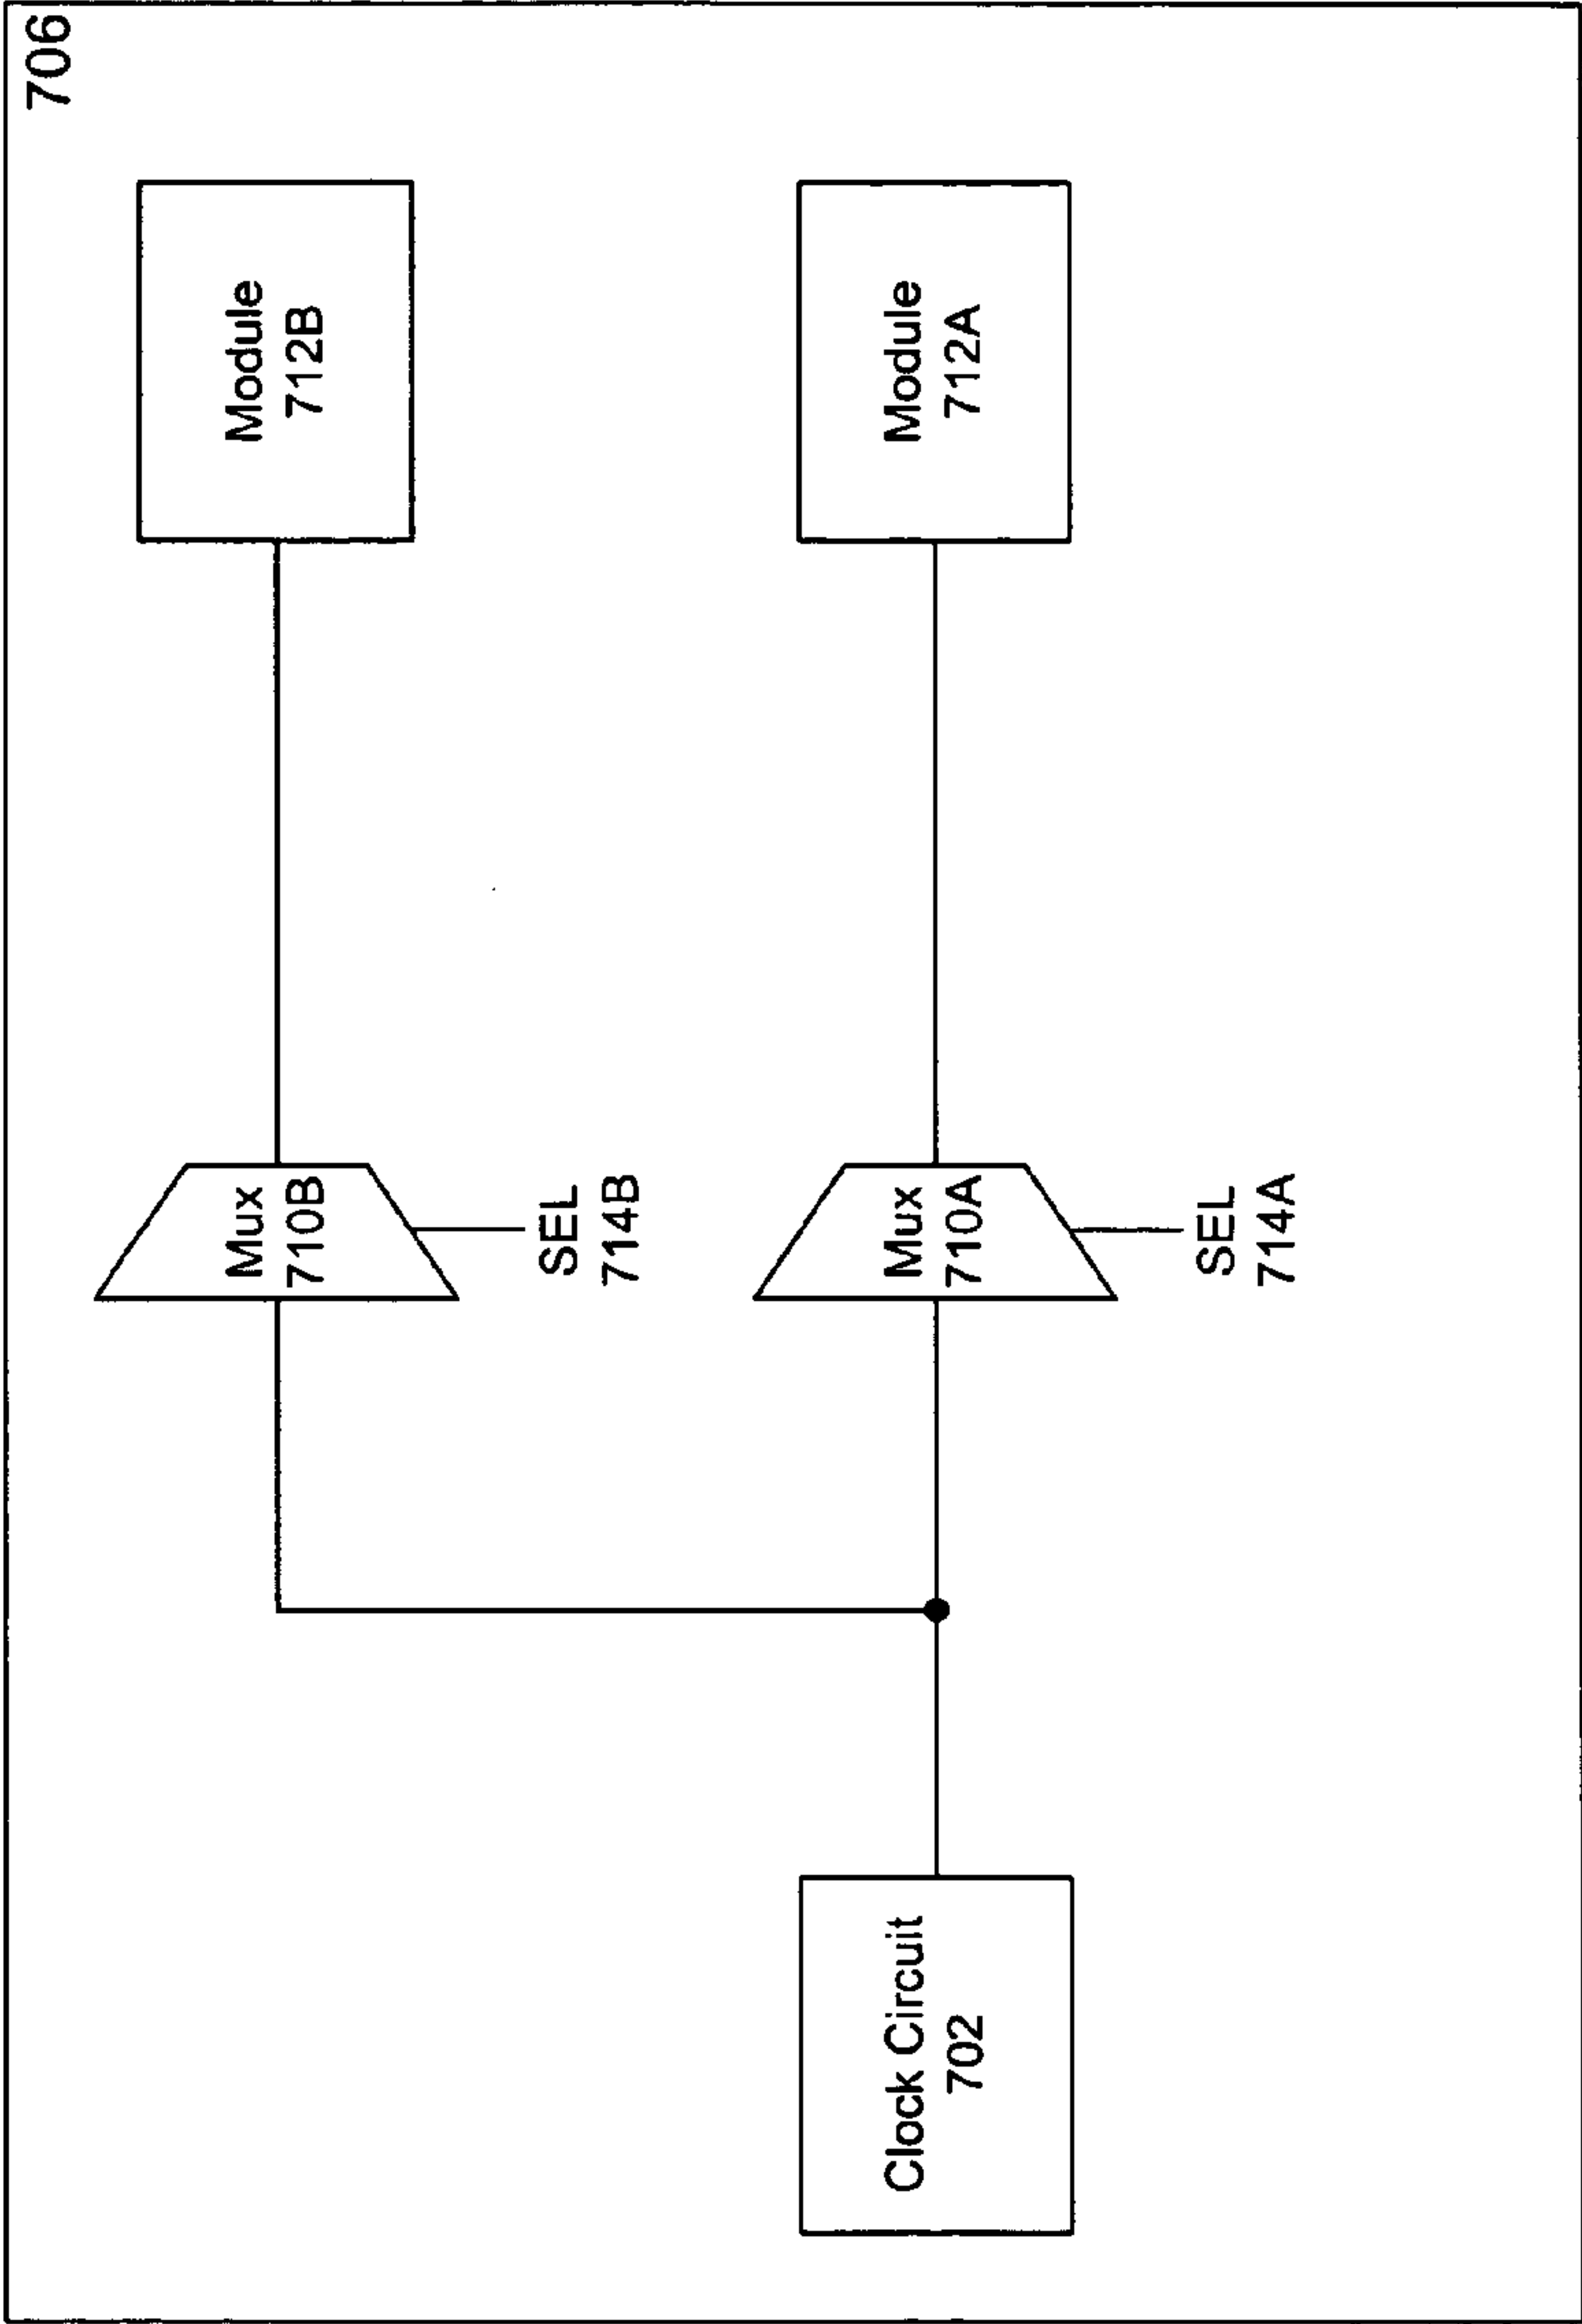 706
Mux
710B
Module
712B
SEL
714B
Clock Circuit
702
Mux
710A
Module
712A
SEL
714A